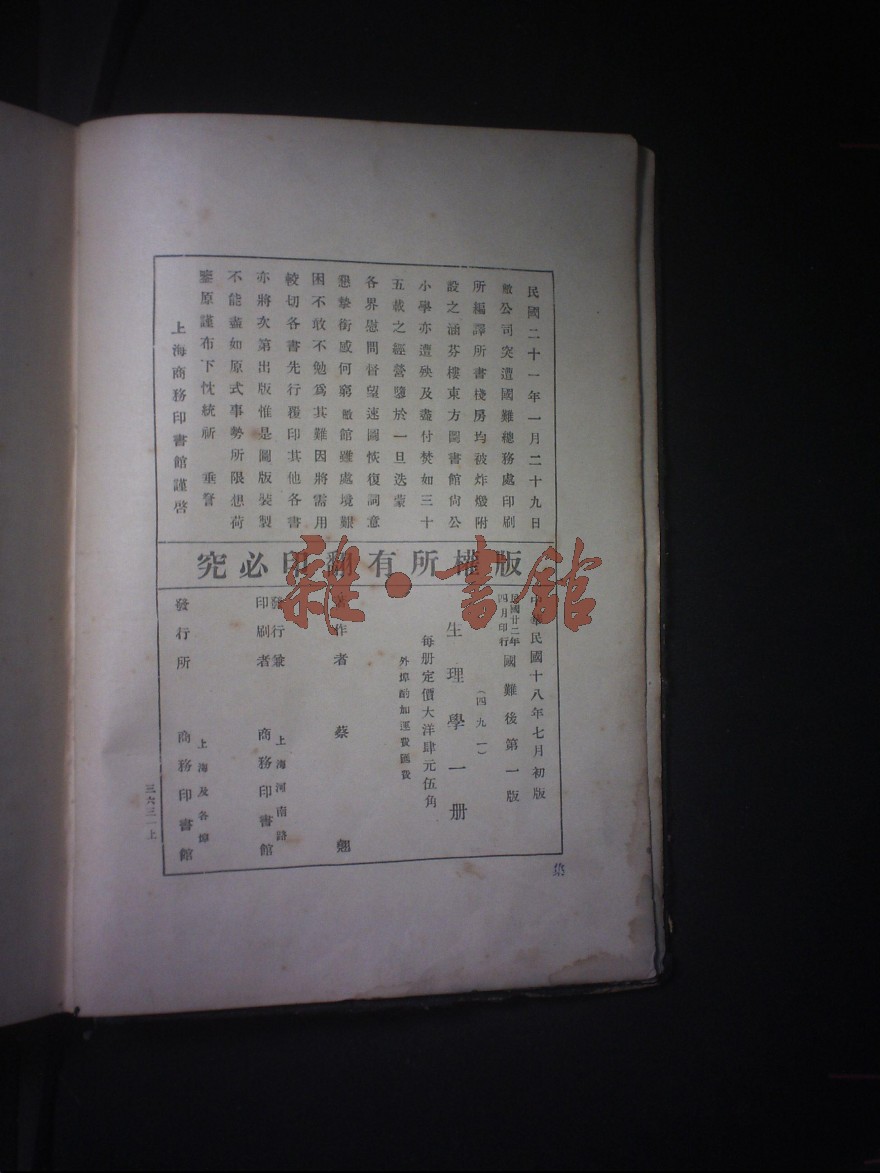 民國二十一年一月二十九日
敝公司突遭國難總務處印刷
所編譯所書棧房均被炸燬附
設之涵芬樓東方圖書館尚公
小學亦遭殃及盡付焚如三十
五載之經營隳於一旦迭蒙
各界慰問督望速圖恢復詞意
懇摯銜感何窮敝館雖處境艱
困不敢不勉爲其難因將需用
較切各書先行覆印其他各書
亦將次第出版惟是圖版裝製
不能盡如原式事勢所限想荷
鑒原謹布下忱統祈 垂詧
上海商務印書館謹啓
版權所有翻印必究
雜·書館
中華民國十八年七月初版
民國廿二年四月印行 國難後第一版
(四九一)
生理學一册
每册定價大洋肆元伍角
外埠酌加運費匯費
著作者 蔡翹
發行兼印刷者 上海河南路 商務印書館
發行所 上海及各埠 商務印書館
三六三一上